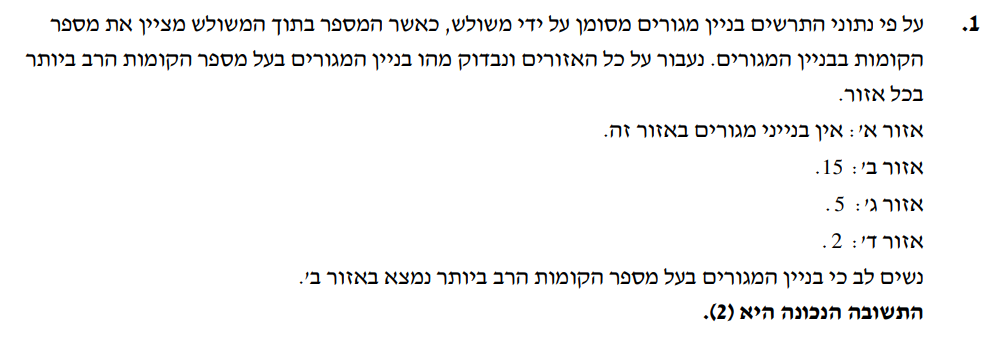 1. על פי נתוני התרשים בניין מגורים מסומן על ידי משולש, כאשר המספר בתוך המשולש מציין את מספר
הקומות בבניין המגורים. נעבור על כל האזורים ונבדוק מהו בניין המגורים בעל מספר הקומות הרב ביותר
בכל אזור.
אזור א': אין בנייני מגורים באזור זה.
אזור ב': 15.
אזור ג': 5.
אזור ד': 2.
נשים לב כי בניין המגורים בעל מספר הקומות הרב ביותר נמצא באזור ב'.
התשובה הנכונה היא (2).